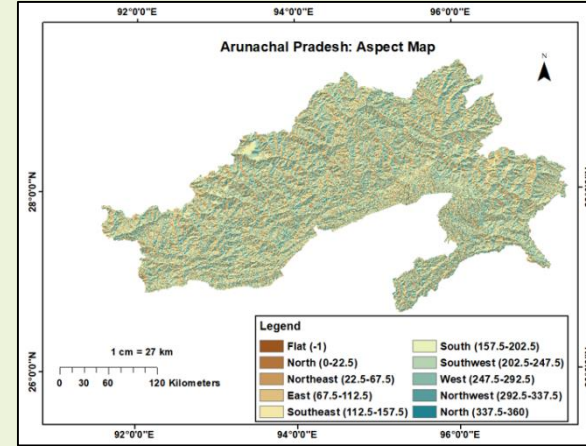 92°0'0"E 94°0'0"E 96°0'0"E
Arunachal Pradesh: Aspect Map
N
28°0'0"N
26°0'0"N
1 cm = 27 km
0 30 60 120 Kilometers
Legend
Flat (-1)
North (0-22.5)
Northeast (22.5-67.5)
East (67.5-112.5)
Southeast (112.5-157.5)
South (157.5-202.5)
Southwest (202.5-247.5)
West (247.5-292.5)
Northwest (292.5-337.5)
North (337.5-360)
92°0'0"E 94°0'0"E 96°0'0"E